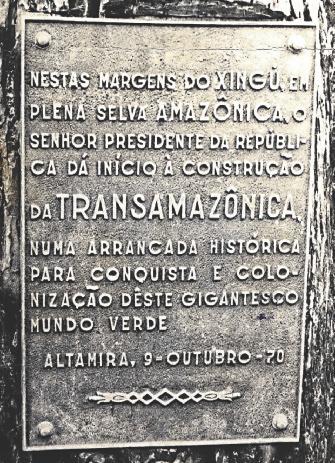 NESTAS MARGENS DO XINGÚ, EM
PLENA SELVA AMAZÔNICA, O
SENHOR PRESIDENTE DA REPÚBLI-
CA DÁ INÍCIO À CONSTRUÇÃO
DA TRANSAMAZÔNICA,
NUMA ARRANCADA HISTÓRICA
PARA CONQUISTA E COLO-
NIZAÇÃO DÊSTE GIGANTESCO
MUNDO VERDE
ALTAMIRA, 9-OUTUBRO-70